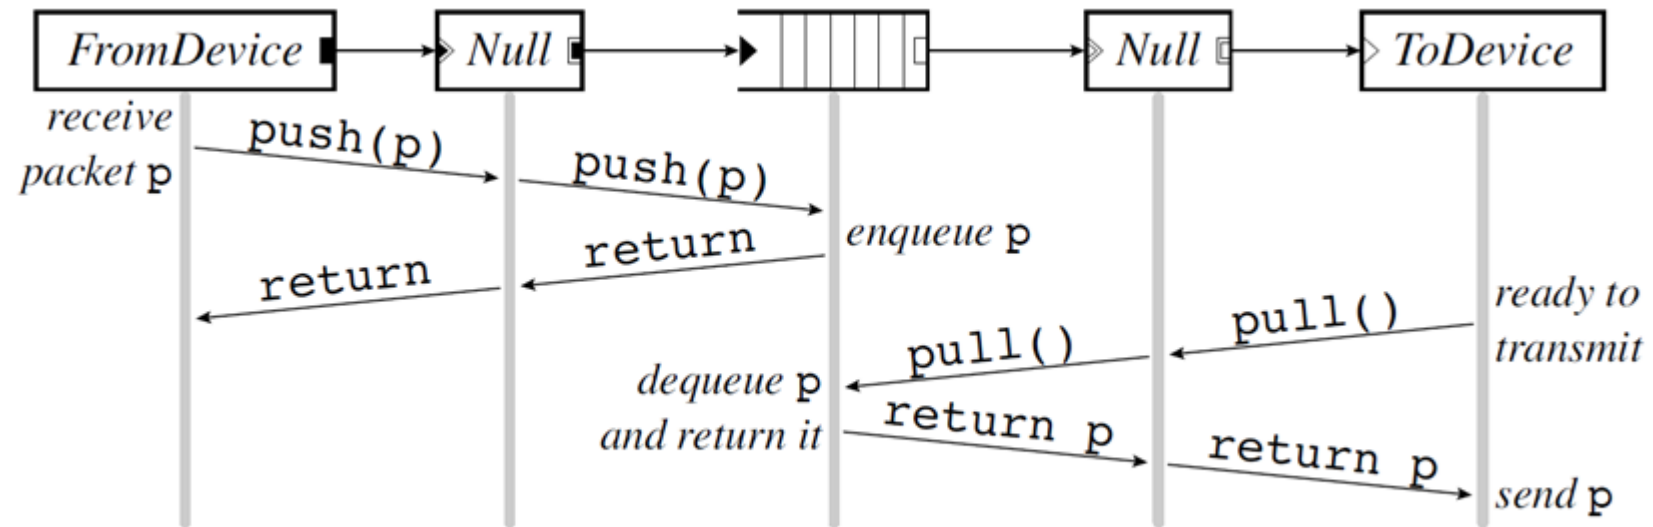 FromDevice Null Null ToDevice
receive
packet p
push(p)
push(p)
enqueue p
return
return
ready to
transmit
pull()
pull()
dequeue p
and return it
return p
return p
send p